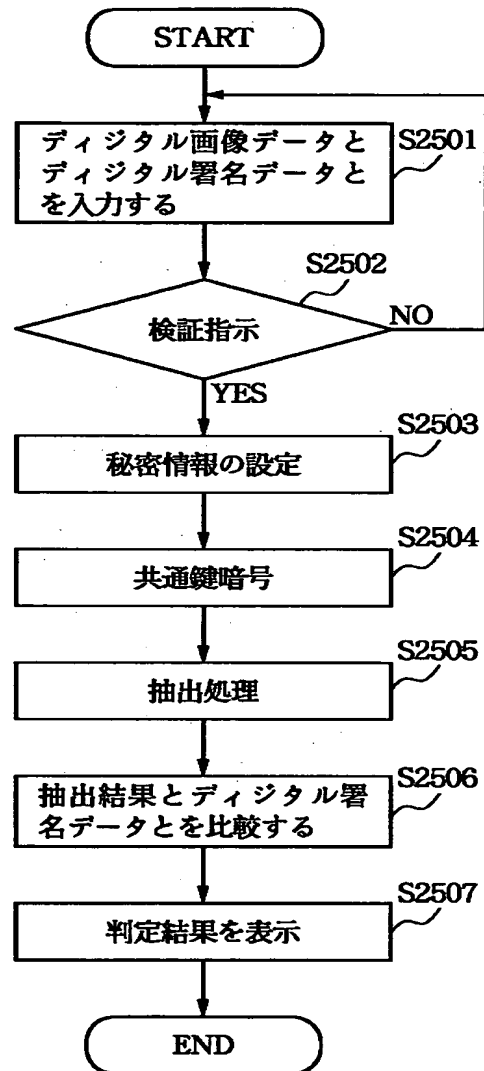 START
ディジタル画像データと
ディジタル署名データと
を入力する
S2501
S2502
検証指示
NO
YES
S2503
秘密情報の設定
S2504
共通鍵暗号
S2505
抽出処理
S2506
抽出結果とディジタル署
名データとを比較する
S2507
判定結果を表示
END